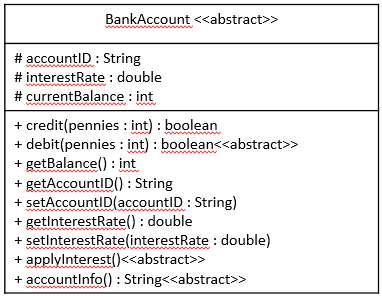 BankAccount <<abstract>>
# accountID : String
# interestRate : double
# currentBalance : int
+ credit(pennies : int) : boolean
+ debit(pennies : int) : boolean<<abstract>>
+ getBalance() : int
+ getAccountID() : String
+ setAccountID(accountID : String)
+ getInterestRate() : double
+ setInterestRate(interestRate : double)
+ applyInterest()<<abstract>>
+ accountInfo() : String<<abstract>>